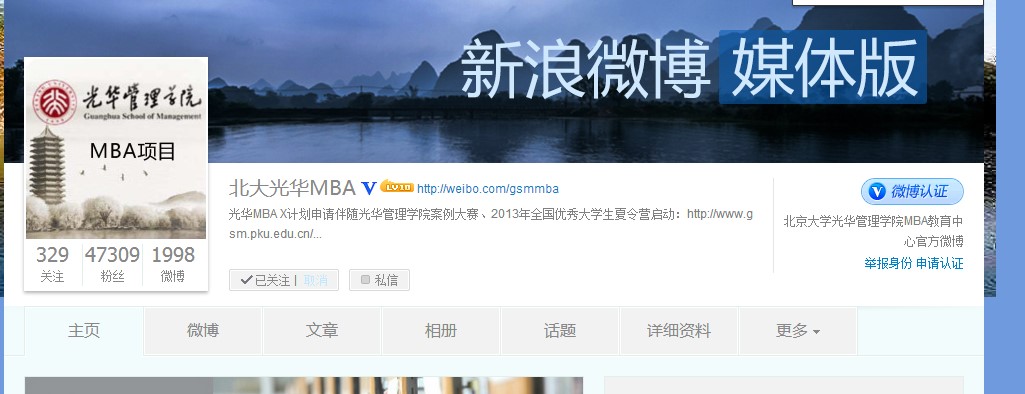 新浪微博 媒体版
光华管理学院
Guanghua School of Management
MBA项目
北大光华MBA V LV10 http://weibo.com/gsmmba
光华MBA X计划申请伴随光华管理学院案例大赛、2013年全国优秀大学生夏令营启动：http://www.g
sm.pku.edu.cn/...
V 微博认证
北京大学光华管理学院MBA教育中
心官方微博
举报身份 申请认证
329 47309 1998
关注 粉丝 微博
已关注 | 取消 私信
主页 微博 文章 相册 话题 详细资料 更多